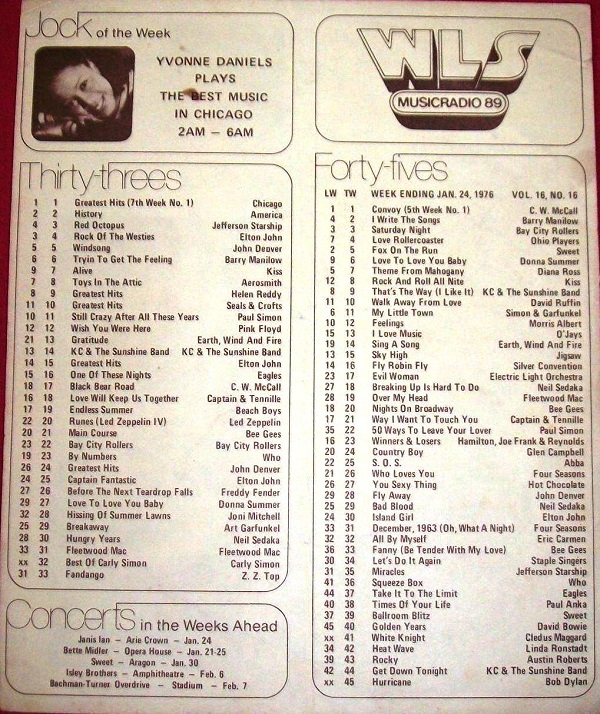 Jock of the Week
YVONNE DANIELS
PLAYS
THE BEST MUSIC
IN CHICAGO
2AM – 6AM
WLS
MUSICRADIO 89
Thirty-threes
1 1 Greatest Hits (7th Week No. 1) Chicago
2 2 History America
4 3 Red Octopus Jefferson Starship
3 4 Rock Of The Westies Elton John
5 5 Windsong John Denver
6 6 Tryin To Get The Feeling Barry Manilow
9 7 Alive Kiss
7 8 Toys In The Attic Aerosmith
8 9 Greatest Hits Helen Reddy
11 10 Greatest Hits Seals & Crofts
10 11 Still Crazy After All These Years Paul Simon
12 12 Wish You Were Here Pink Floyd
21 13 Gratitude Earth, Wind And Fire
13 14 KC & The Sunshine Band KC & The Sunshine Band
14 15 Greatest Hits Elton John
15 16 One Of These Nights Eagles
18 17 Black Bear Road C. W. McCall
16 18 Love Will Keep Us Together Captain & Tennille
17 19 Endless Summer Beach Boys
22 20 Runes (Led Zeppelin IV) Led Zeppelin
20 21 Main Course Bee Gees
23 22 Bay City Rollers Bay City Rollers
19 23 By Numbers Who
26 24 Greatest Hits John Denver
24 25 Captain Fantastic Elton John
27 26 Before The Next Teardrop Falls Freddy Fender
29 27 Love To Love You Baby Donna Summer
32 28 Hissing Of Summer Lawns Joni Mitchell
25 29 Breakaway Art Garfunkel
28 30 Hungry Years Neil Sedaka
33 31 Fleetwood Mac Fleetwood Mac
xx 32 Best Of Carly Simon Carly Simon
31 33 Fandango Z. Z. Top
Concerts in the Weeks Ahead
Janis Ian – Arie Crown – Jan. 24
Bette Midler – Opera House – Jan. 21-25
Sweet – Aragon – Jan. 30
Isley Brothers – Amphitheatre – Feb. 6
Bachman-Turner Overdrive – Stadium – Feb. 7
Forty-fives
LW TW WEEK ENDING JAN. 24, 1976 VOL. 16, NO. 16
1 1 Convoy (5th Week No. 1) C. W. McCall
4 2 I Write The Songs Barry Manilow
3 3 Saturday Night Bay City Rollers
7 4 Love Rollercoaster Ohio Players
2 5 Fox On The Run Sweet
9 6 Love To Love You Baby Donna Summer
5 7 Theme From Mahogany Diana Ross
12 8 Rock And Roll All Nite Kiss
8 9 That's The Way (I Like It) KC & The Sunshine Band
11 10 Walk Away From Love David Ruffin
6 11 My Little Town Simon & Garfunkel
10 12 Feelings Morris Albert
15 13 I Love Music O'Jays
19 14 Sing A Song Earth, Wind And Fire
13 15 Sky High Jigsaw
14 16 Fly Robin Fly Silver Convention
23 17 Evil Woman Electric Light Orchestra
27 18 Breaking Up Is Hard To Do Neil Sedaka
28 19 Over My Head Fleetwood Mac
18 20 Nights On Broadway Bee Gees
17 21 Way I Want To Touch You Captain & Tennille
35 22 50 Ways To Leave Your Lover Paul Simon
16 23 Winners & Losers Hamilton, Joe Frank & Reynolds
20 24 Country Boy Glen Campbell
22 25 S. O. S. Abba
21 26 Who Loves You Four Seasons
26 27 You Sexy Thing Hot Chocolate
29 28 Fly Away John Denver
25 29 Bad Blood Neil Sedaka
24 30 Island Girl Elton John
33 31 December, 1963 (Oh, What A Night) Four Seasons
32 32 All By Myself Eric Carmen
36 33 Fanny (Be Tender With My Love) Bee Gees
30 34 Let's Do It Again Staple Singers
31 35 Miracles Jefferson Starship
41 36 Squeeze Box Who
44 37 Take It To The Limit Eagles
40 38 Times Of Your Life Paul Anka
37 39 Ballroom Blitz Sweet
45 40 Golden Years David Bowie
xx 41 White Knight Cledus Maggard
34 42 Heat Wave Linda Ronstadt
39 43 Rocky Austin Roberts
42 44 Get Down Tonight KC & The Sunshine Band
xx 45 Hurricane Bob Dylan